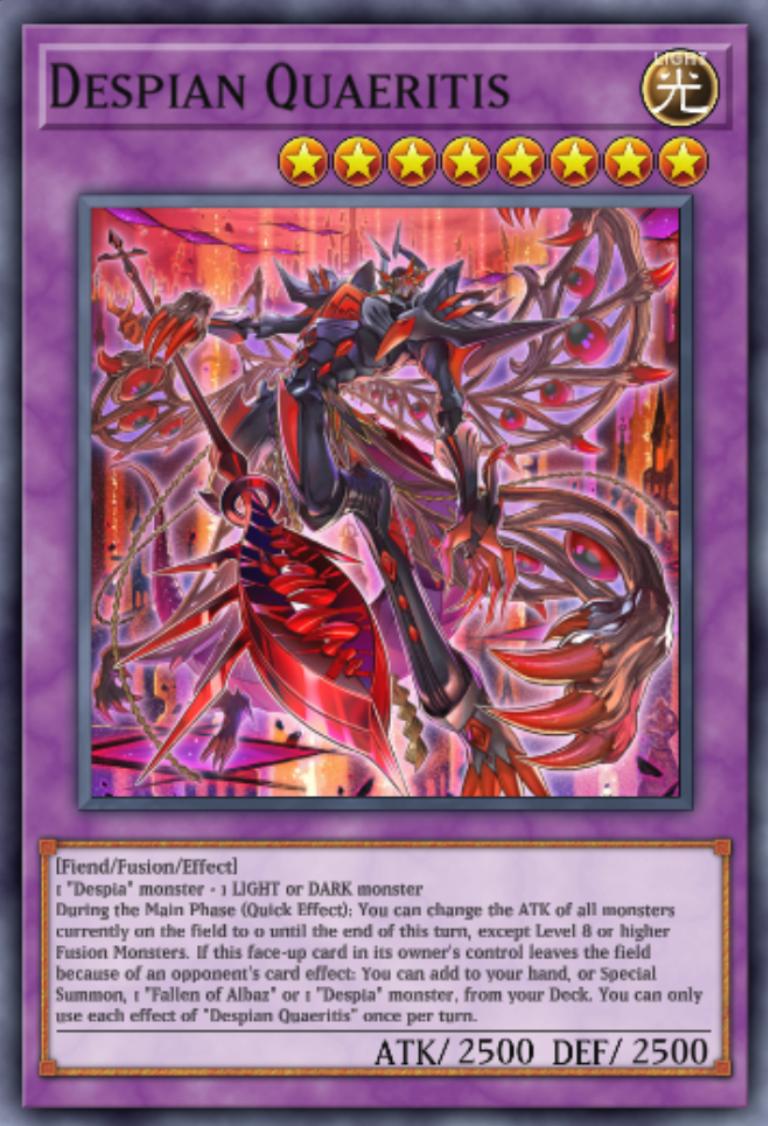 DESPIAN QUAERITIS
LIGHT
光
[Fiend/Fusion/Effect]
1 "Despia" monster - 1 LIGHT or DARK monster
During the Main Phase (Quick Effect): You can change the ATK of all monsters
currently on the field to 0 until the end of this turn, except Level 8 or higher
Fusion Monsters. If this face-up card in its owner's control leaves the field
because of an opponent's card effect: You can add to your hand, or Special
Summon, 1 "Fallen of Albaz" or 1 "Despia" monster, from your Deck. You can only
use each effect of "Despian Quaeritis" once per turn.
ATK/ 2500 DEF/ 2500